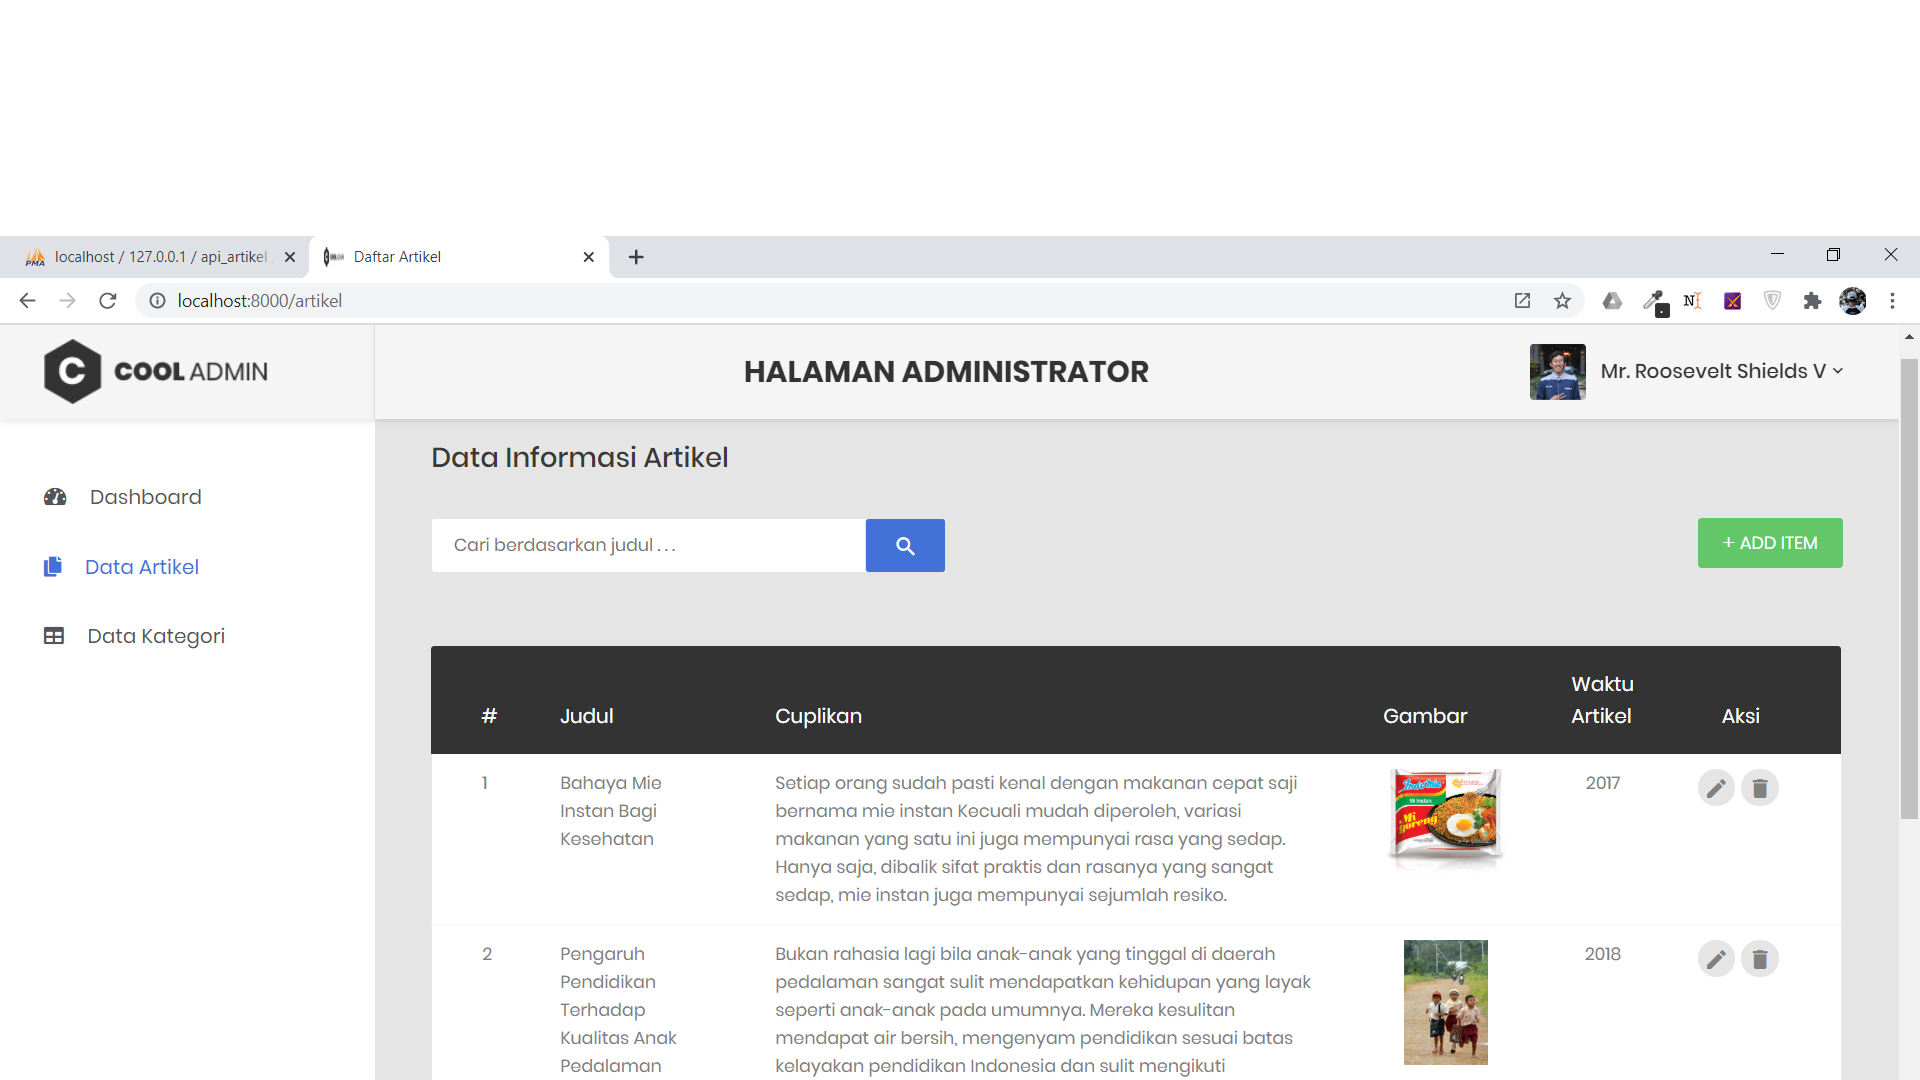 localhost / 127.0.0.1 / api_artikel
Daftar Artikel
localhost:8000/artikel
COOL ADMIN
HALAMAN ADMINISTRATOR
Mr. Roosevelt Shields V
Data Informasi Artikel
Dashboard
Cari berdasarkan judul . . .
+ ADD ITEM
Data Artikel
Data Kategori
# Judul Cuplikan Gambar Waktu Artikel Aksi
1
Bahaya Mie
Instan Bagi
Kesehatan
Setiap orang sudah pasti kenal dengan makanan cepat saji
bernama mie instan Kecuali mudah diperoleh, variasi
makanan yang satu ini juga mempunyai rasa yang sedap.
Hanya saja, dibalik sifat praktis dan rasanya yang sangat
sedap, mie instan juga mempunyai sejumlah resiko.
Indomie
Mi goreng
2017
2
Pengaruh
Pendidikan
Terhadap
Kualitas Anak
Pedalaman
Bukan rahasia lagi bila anak-anak yang tinggal di daerah
pedalaman sangat sulit mendapatkan kehidupan yang layak
seperti anak-anak pada umumnya. Mereka kesulitan
mendapat air bersih, mengenyam pendidikan sesuai batas
kelayakan pendidikan Indonesia dan sulit mengikuti
2018